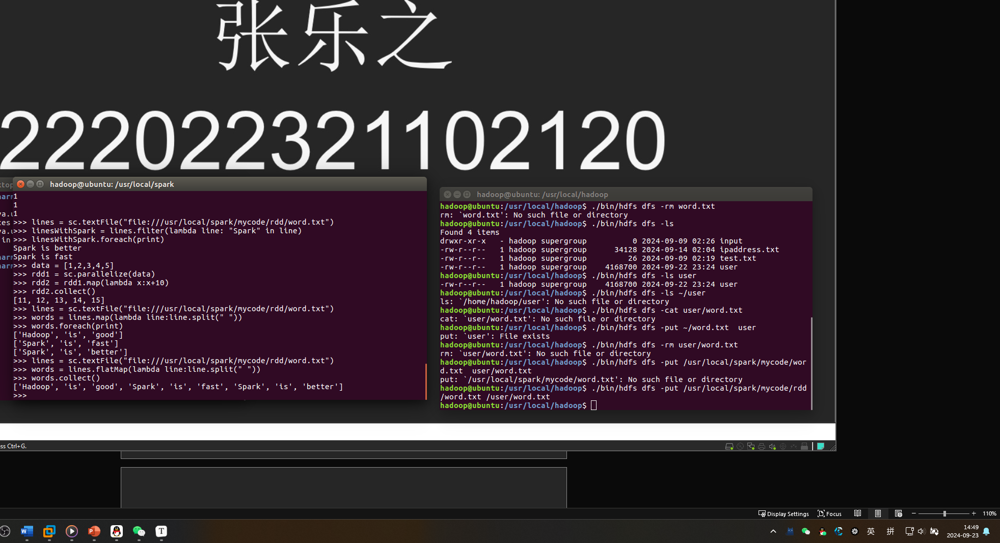 张乐之
222022321102120
hadoop@ubuntu: /usr/local/spark
1
1
1
>>> lines = sc.textFile("file:///usr/local/spark/mycode/rdd/word.txt")
>>> linesWithSpark = lines.filter(lambda line: "Spark" in line)
>>> linesWithSpark.foreach(print)
Spark is better
Spark is fast
>>> data = [1,2,3,4,5]
>>> rdd1 = sc.parallelize(data)
>>> rdd2 = rdd1.map(lambda x:x+10)
>>> rdd2.collect()
[11, 12, 13, 14, 15]
>>> lines = sc.textFile("file:///usr/local/spark/mycode/rdd/word.txt")
>>> words = lines.map(lambda line:line.split(" "))
>>> words.foreach(print)
['Hadoop', 'is', 'good']
['Spark', 'is', 'fast']
['Spark', 'is', 'better']
>>> lines = sc.textFile("file:///usr/local/spark/mycode/rdd/word.txt")
>>> words = lines.flatMap(lambda line:line.split(" "))
>>> words.collect()
['Hadoop', 'is', 'good', 'Spark', 'is', 'fast', 'Spark', 'is', 'better']
>>>
hadoop@ubuntu: /usr/local/hadoop
hadoop@ubuntu:/usr/local/hadoop$ ./bin/hdfs dfs -rm word.txt
rm: `word.txt': No such file or directory
hadoop@ubuntu:/usr/local/hadoop$ ./bin/hdfs dfs -ls
Found 4 items
drwxr-xr-x   - hadoop supergroup          0 2024-09-09 02:26 input
-rw-r--r--   1 hadoop supergroup      34128 2024-09-14 02:04 ipaddress.txt
-rw-r--r--   1 hadoop supergroup         26 2024-09-09 02:19 test.txt
-rw-r--r--   1 hadoop supergroup    4168700 2024-09-22 23:24 user
hadoop@ubuntu:/usr/local/hadoop$ ./bin/hdfs dfs -ls user
-rw-r--r--   1 hadoop supergroup    4168700 2024-09-22 23:24 user
hadoop@ubuntu:/usr/local/hadoop$ ./bin/hdfs dfs -ls ~/user
ls: `/home/hadoop/user': No such file or directory
hadoop@ubuntu:/usr/local/hadoop$ ./bin/hdfs dfs -cat user/word.txt
cat: `user/word.txt': No such file or directory
hadoop@ubuntu:/usr/local/hadoop$ ./bin/hdfs dfs -put ~/word.txt  user
put: `user': File exists
hadoop@ubuntu:/usr/local/hadoop$ ./bin/hdfs dfs -rm user/word.txt
rm: `user/word.txt': No such file or directory
hadoop@ubuntu:/usr/local/hadoop$ ./bin/hdfs dfs -put /usr/local/spark/mycode/wor
d.txt  user/word.txt
put: `/usr/local/spark/mycode/word.txt': No such file or directory
hadoop@ubuntu:/usr/local/hadoop$ ./bin/hdfs dfs -put /usr/local/spark/mycode/rdd
/word.txt /user/word.txt
hadoop@ubuntu:/usr/local/hadoop$
ss Ctrl+G.
Display Settings Focus 110%
英 拼 14:49
2024-09-23